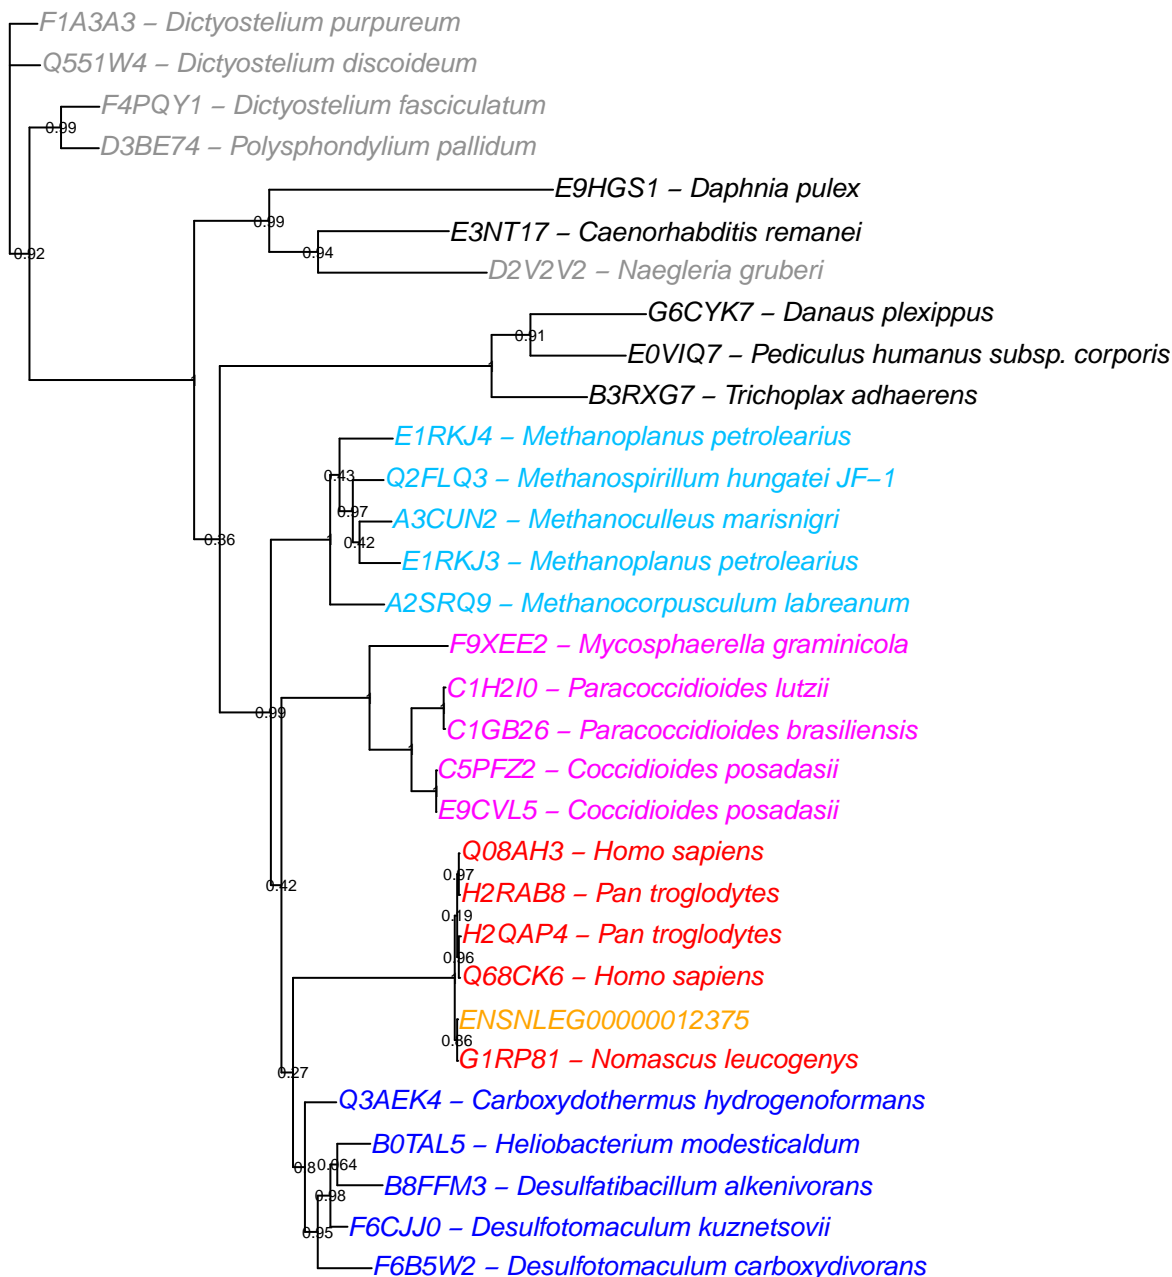 F1A3A3 − Dictyostelium purpureum
Q551W4 − Dictyostelium discoideum
F4PQY1 − Dictyostelium fasciculatum
0.99
D3BE74 − Polysphondylium pallidum
E9HGS1 − Daphnia pulex
0.99
E3NT17 − Caenorhabditis remanei
0.92
0.94
D2V2V2 − Naegleria gruberi
G6CYK7 − Danaus plexippus
0.91
E0VIQ7 − Pediculus humanus subsp. corporis
1
1
B3RXG7 − Trichoplax adhaerens
E1RKJ4 − Methanoplanus petrolearius
0.43
Q2FLQ3 − Methanospirillum hungatei JF−1
0.97
A3CUN2 − Methanoculleus marisnigri
0.86
1
0.42
E1RKJ3 − Methanoplanus petrolearius
A2SRQ9 − Methanocorpusculum labreanum
F9XEE2 − Mycosphaerella graminicola
C1H2I0 − Paracoccidioides lutzii
1
1
0.99
C1GB26 − Paracoccidioides brasiliensis
1
C5PFZ2 − Coccidioides posadasii
1
E9CVL5 − Coccidioides posadasii
Q08AH3 − Homo sapiens
0.97
0.42
H2RAB8 − Pan troglodytes
0.19
H2QAP4 − Pan troglodytes
0.96
Q68CK6 − Homo sapiens
1
ENSNLEG00000012375
0.86
G1RP81 − Nomascus leucogenys
0.27
Q3AEK4 − Carboxydothermus hydrogenoformans
B0TAL5 − Heliobacterium modesticaldum
0.8
0.064
B8FFM3 − Desulfatibacillum alkenivorans
0.98
F6CJJ0 − Desulfotomaculum kuznetsovii
0.95
F6B5W2 − Desulfotomaculum carboxydivorans